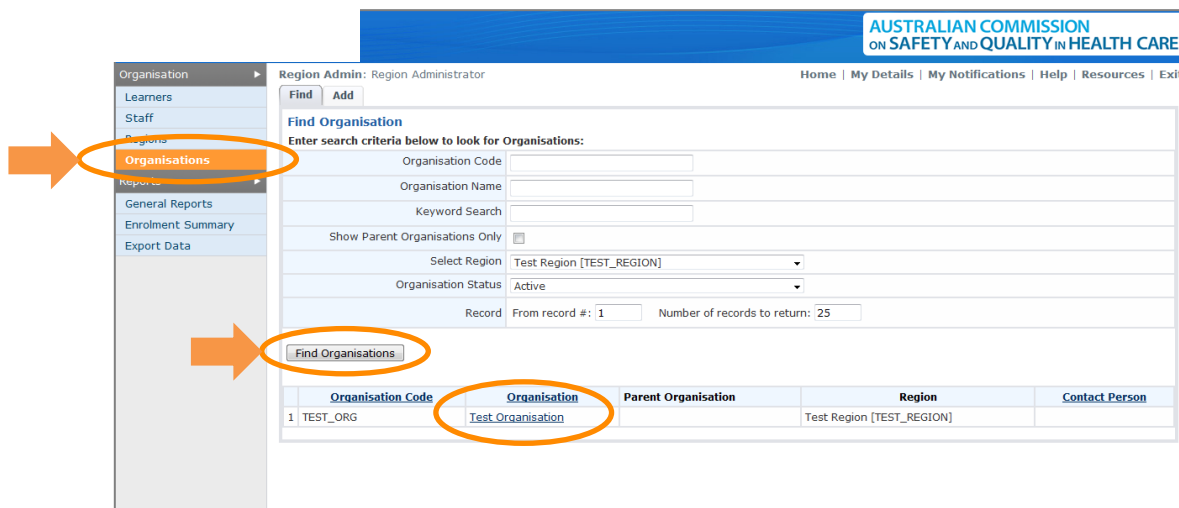 AUSTRALIAN COMMISSION
ON SAFETY AND QUALITY IN HEALTH CARE
Organisation
Learners
Staff
Regions
Organisations
Reports
General Reports
Enrolment Summary
Export Data
Region Admin: Region Administrator
Home | My Details | My Notifications | Help | Resources | Exit
Find Add
Find Organisation
Enter search criteria below to look for Organisations:
Organisation Code
Organisation Name
Keyword Search
Show Parent Organisations Only
Select Region Test Region [TEST_REGION]
Organisation Status Active
Record From record #: 1 Number of records to return: 25
Find Organisations
Organisation Code Organisation Parent Organisation Region Contact Person
1 TEST_ORG Test Organisation Test Region [TEST_REGION]